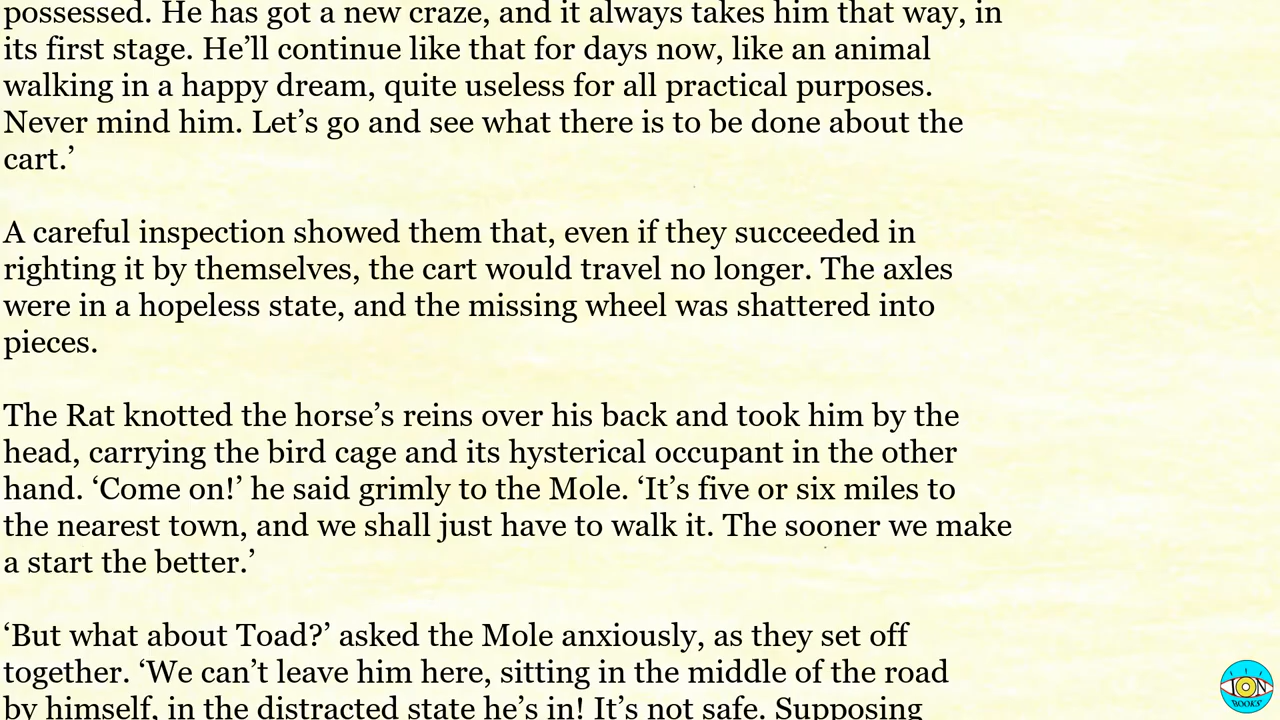 possessed. He has got a new craze, and it always takes him that way, in
its first stage. He’ll continue like that for days now, like an animal
walking in a happy dream, quite useless for all practical purposes.
Never mind him. Let’s go and see what there is to be done about the
cart.’
A careful inspection showed them that, even if they succeeded in
righting it by themselves, the cart would travel no longer. The axles
were in a hopeless state, and the missing wheel was shattered into
pieces.
The Rat knotted the horse’s reins over his back and took him by the
head, carrying the bird cage and its hysterical occupant in the other
hand. ‘Come on!’ he said grimly to the Mole. ‘It’s five or six miles to
the nearest town, and we shall just have to walk it. The sooner we make
a start the better.’
‘But what about Toad?’ asked the Mole anxiously, as they set off
together. ‘We can’t leave him here, sitting in the middle of the road
by himself, in the distracted state he’s in! It’s not safe. Supposing
ION
BOOKS